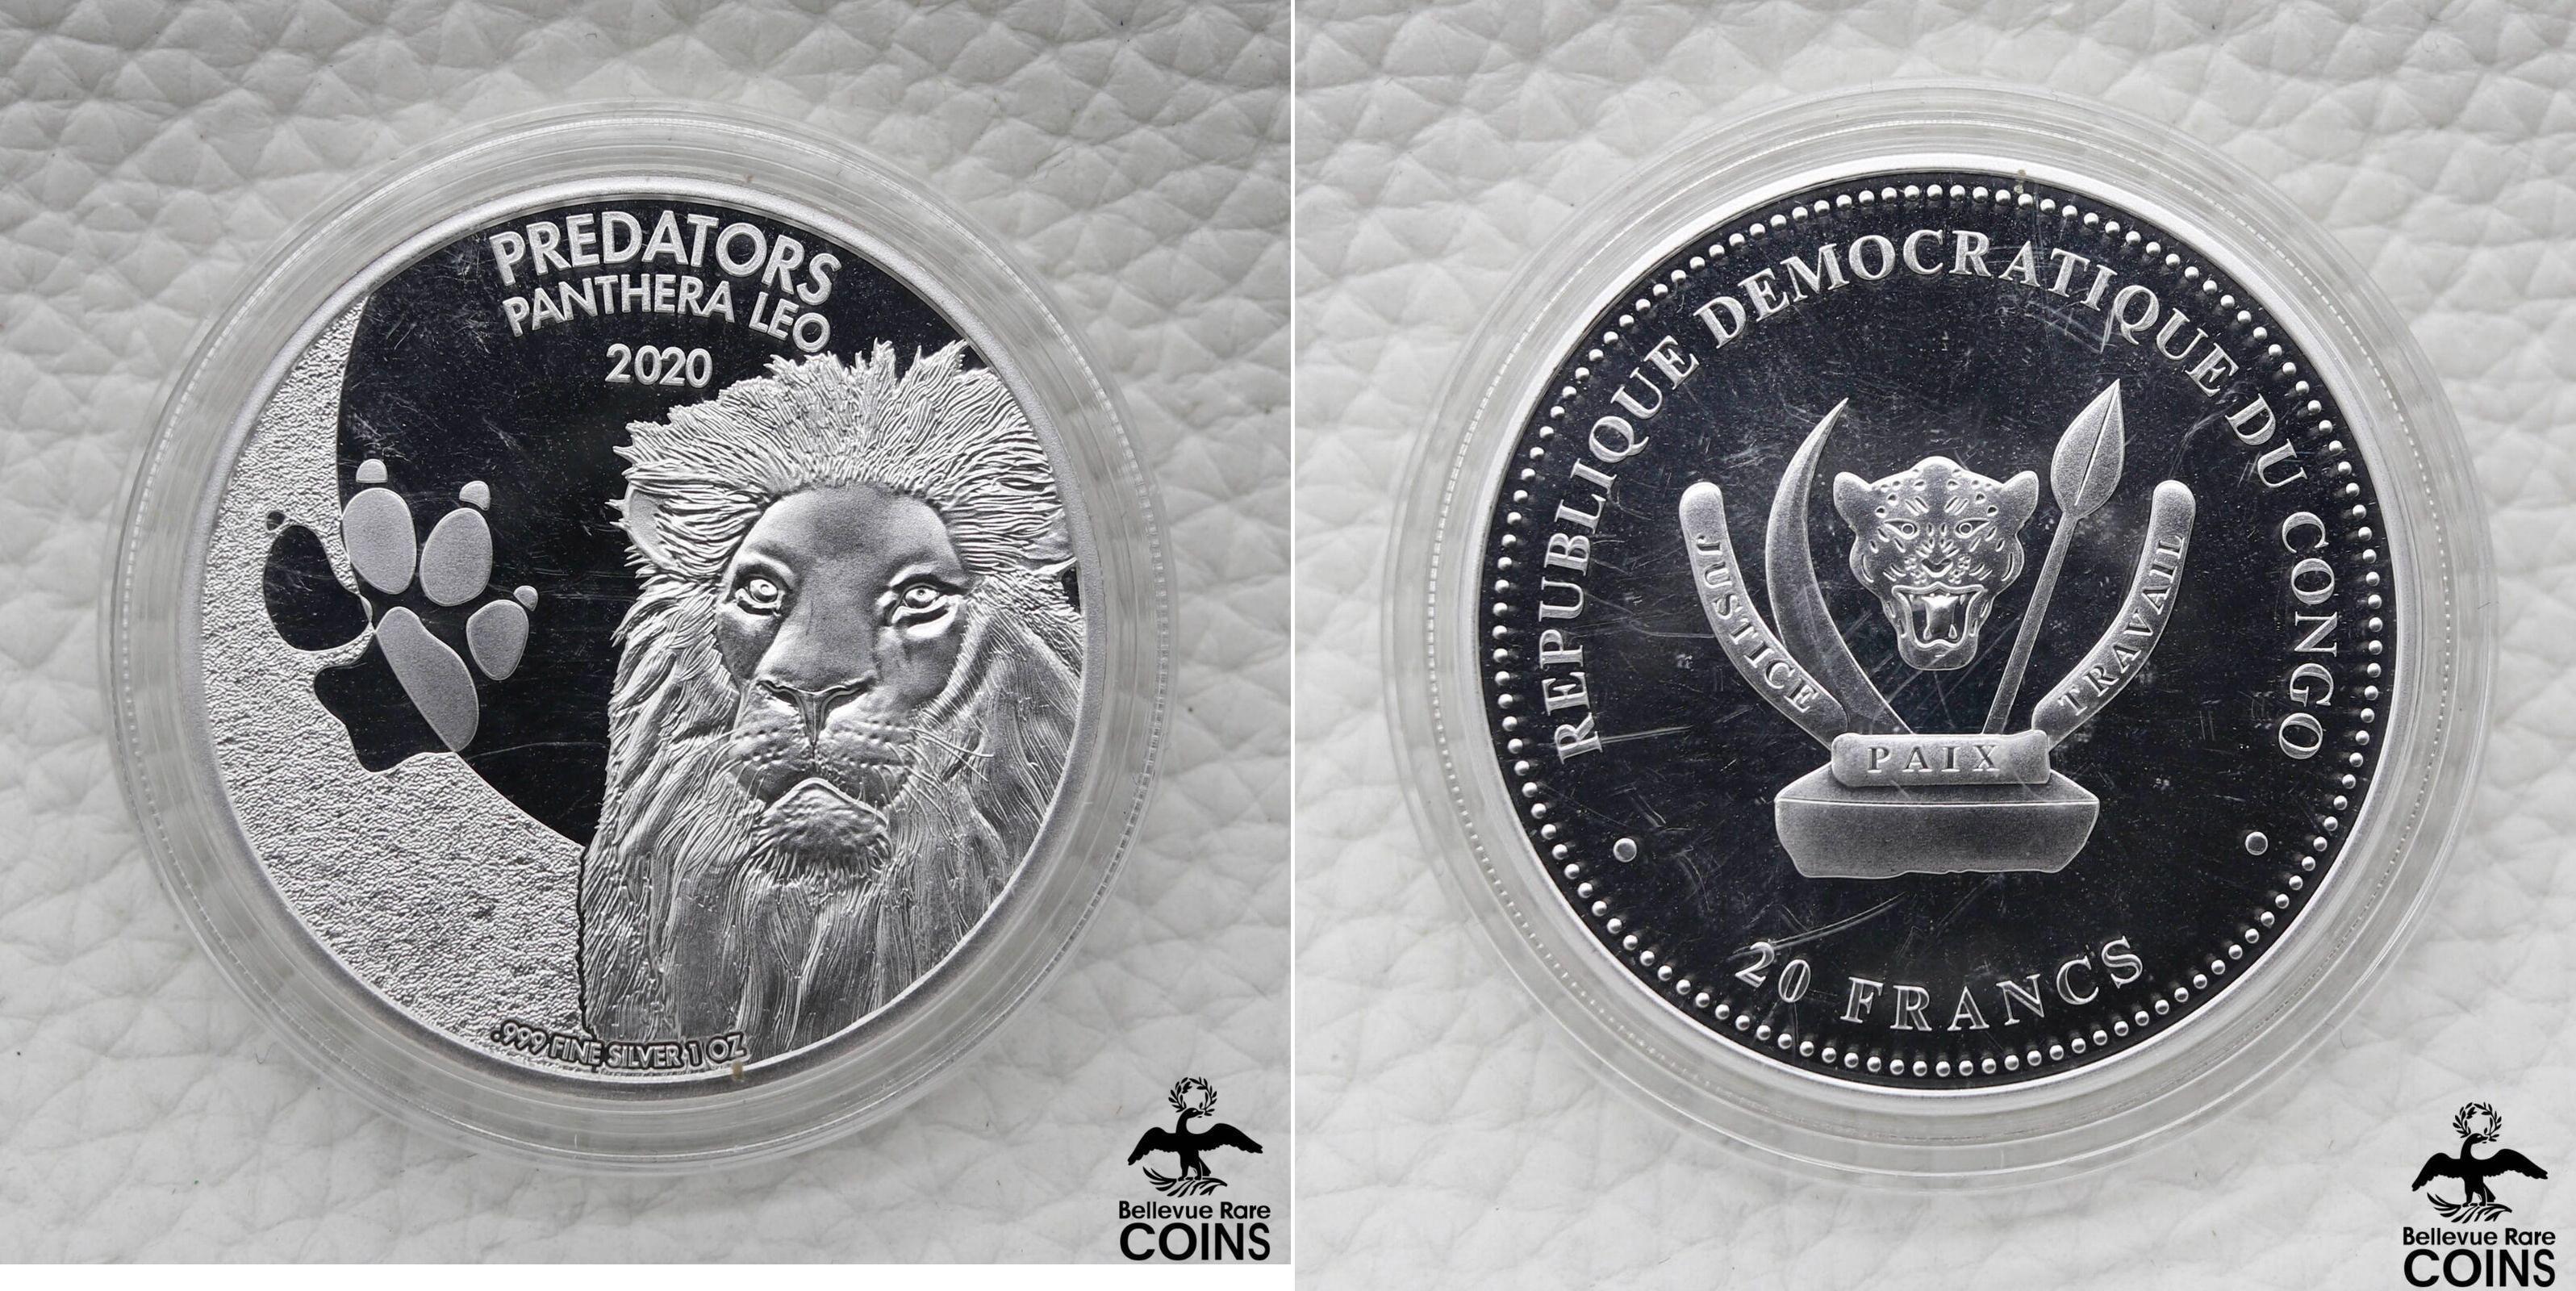 PREDATORS
PANTHERA LEO
2020
.999 FINE SILVER 1 OZ
Bellevue Rare
COINS
REPUBLIQUE DEMOCRATIQUE DU CONGO
JUSTICE
PAIX
TRAVAIL
20 FRANCS
Bellevue Rare
COINS